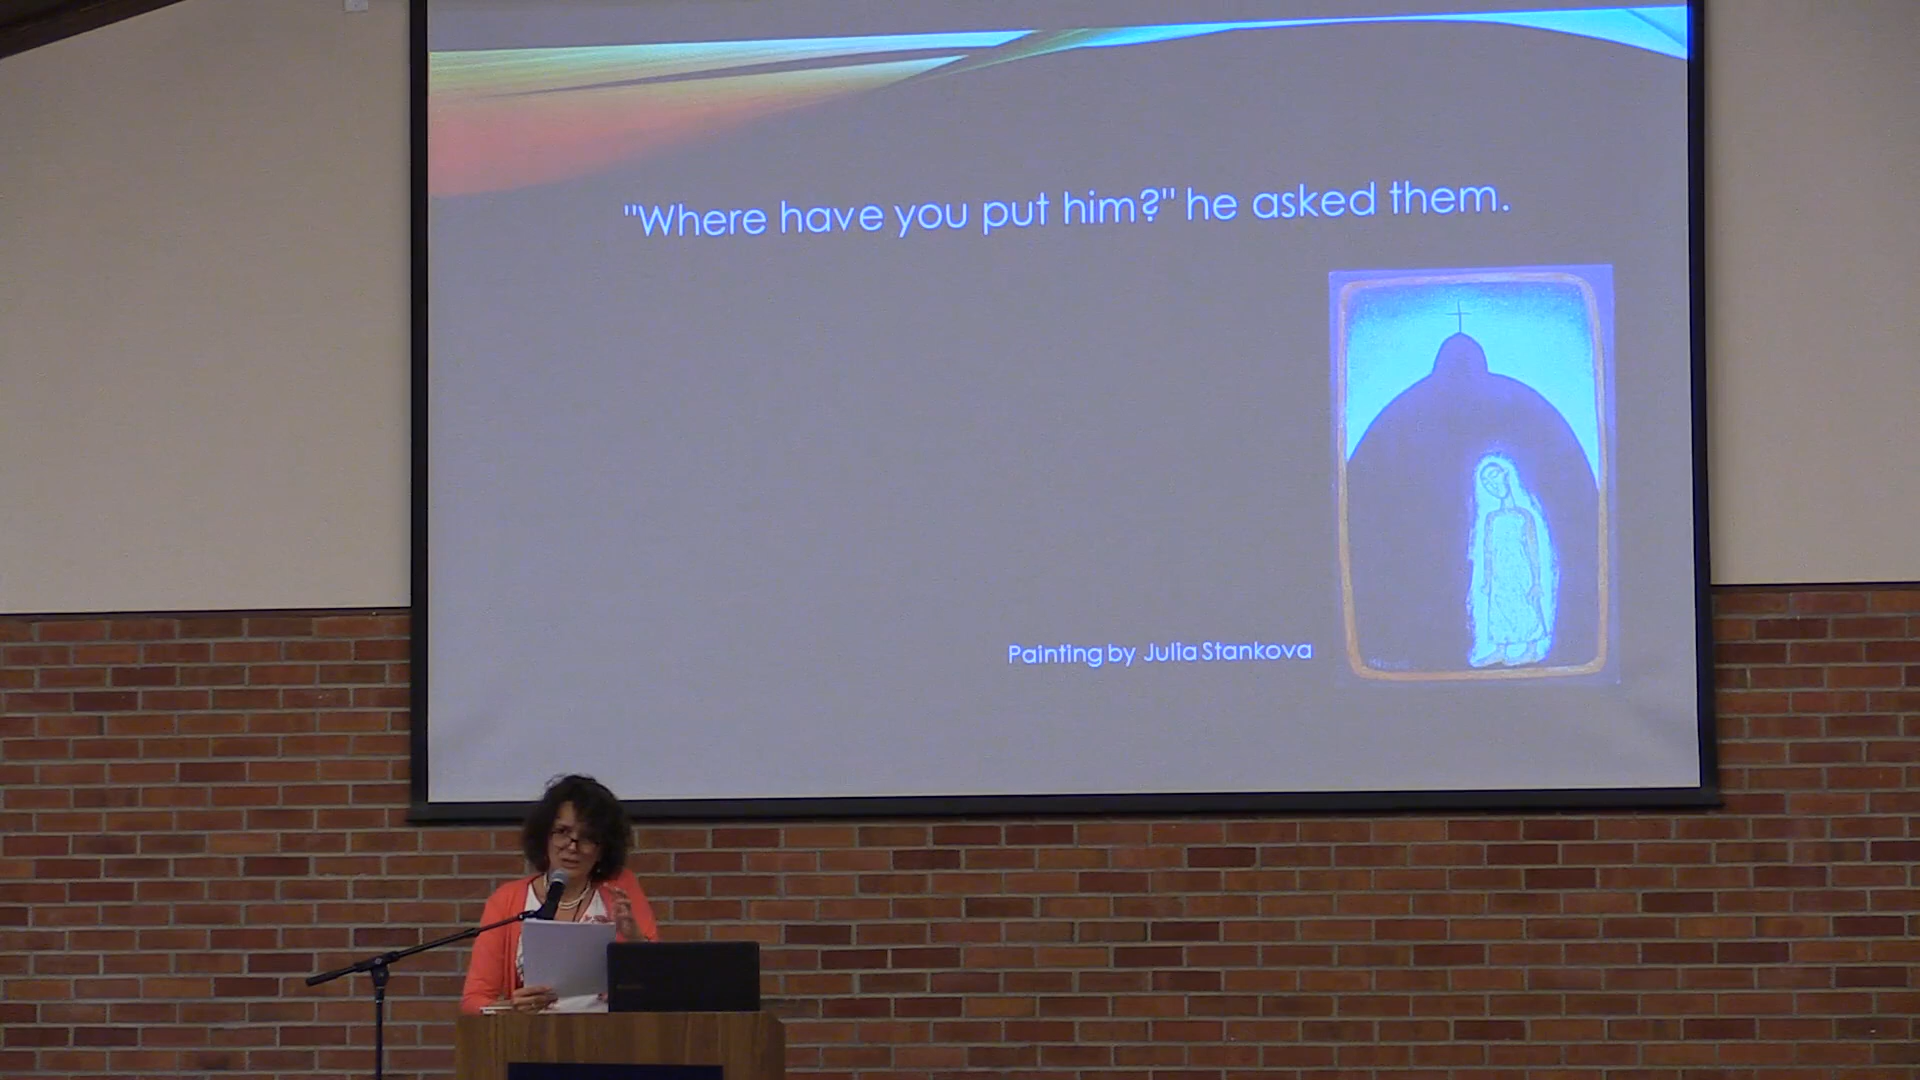 "Where have you put him?" he asked them.
Painting by Julia Stankova